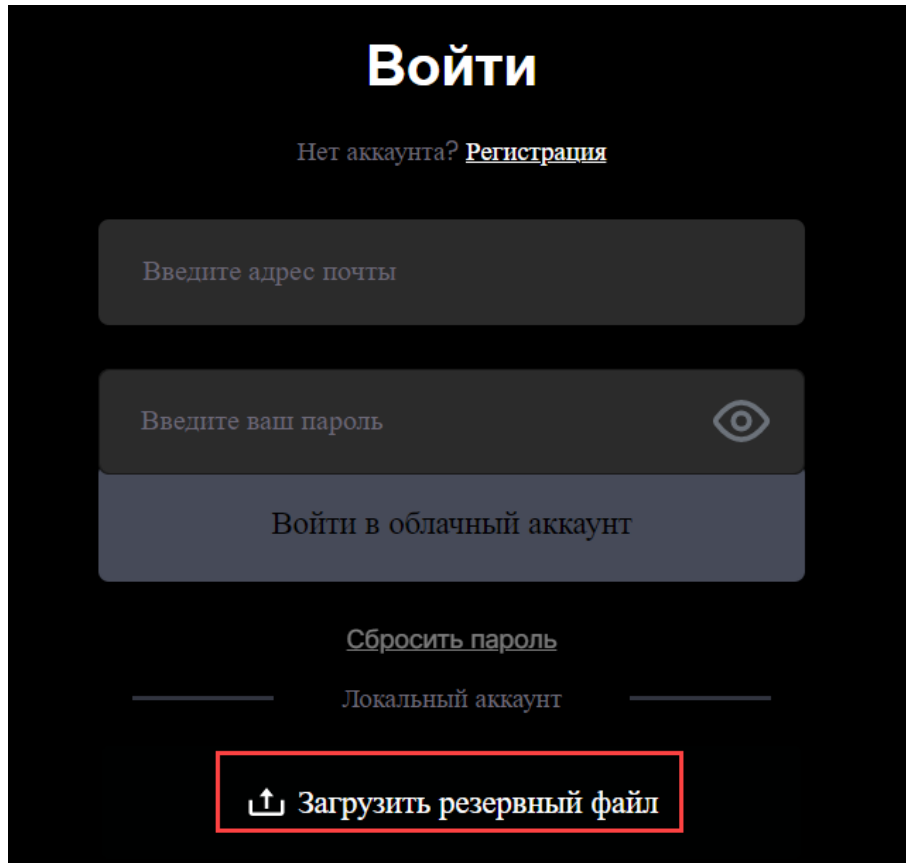 Войти
Нет аккаунта? Регистрация
Введите адрес почты
Введите ваш пароль
Войти в облачный аккаунт
Сбросить пароль
Локальный аккаунт
Загрузить резервный файл